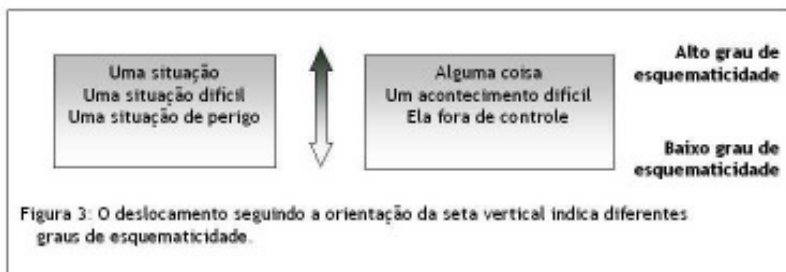 Uma situação
Uma situação difícil
Uma situação de perigo
Alguma coisa
Um acontecimento difícil
Ela fora de controle
Alto grau de
esquematicidade
Baixo grau de
esquematicidade
Figura 3: O deslocamento seguindo a orientação da seta vertical indica diferentes
graus de esquematicidade.